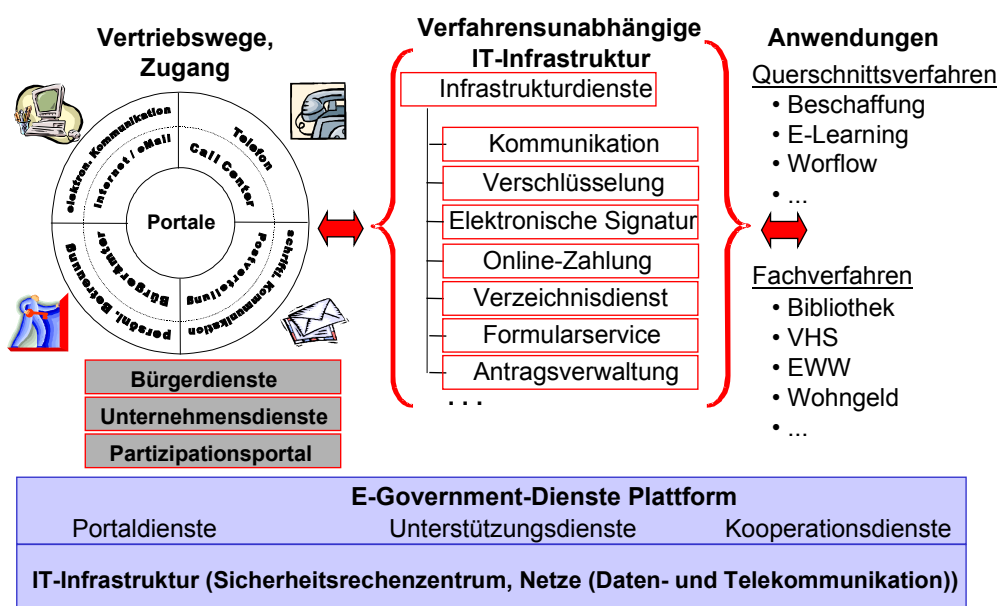 Vertriebswege,
Zugang
elektron. Kommunikation
Internet / eMail
Telefon
Call Center
Portale
persönl. Betreuung
Bürgerämter
schriftl. Kommunikation
Postverteilung
Bürgerdienste
Unternehmensdienste
Partizipationsportal
Verfahrensunabhängige
IT-Infrastruktur
Infrastrukturdienste
Kommunikation
Verschlüsselung
Elektronische Signatur
Online-Zahlung
Verzeichnisdienst
Formularservice
Antragsverwaltung
. . .
Anwendungen
Querschnittsverfahren
• Beschaffung
• E-Learning
• Worflow
• ...
Fachverfahren
• Bibliothek
• VHS
• EWW
• Wohngeld
• ...
E-Government-Dienste Plattform
Portaldienste Unterstützungsdienste Kooperationsdienste
IT-Infrastruktur (Sicherheitsrechenzentrum, Netze (Daten- und Telekommunikation))